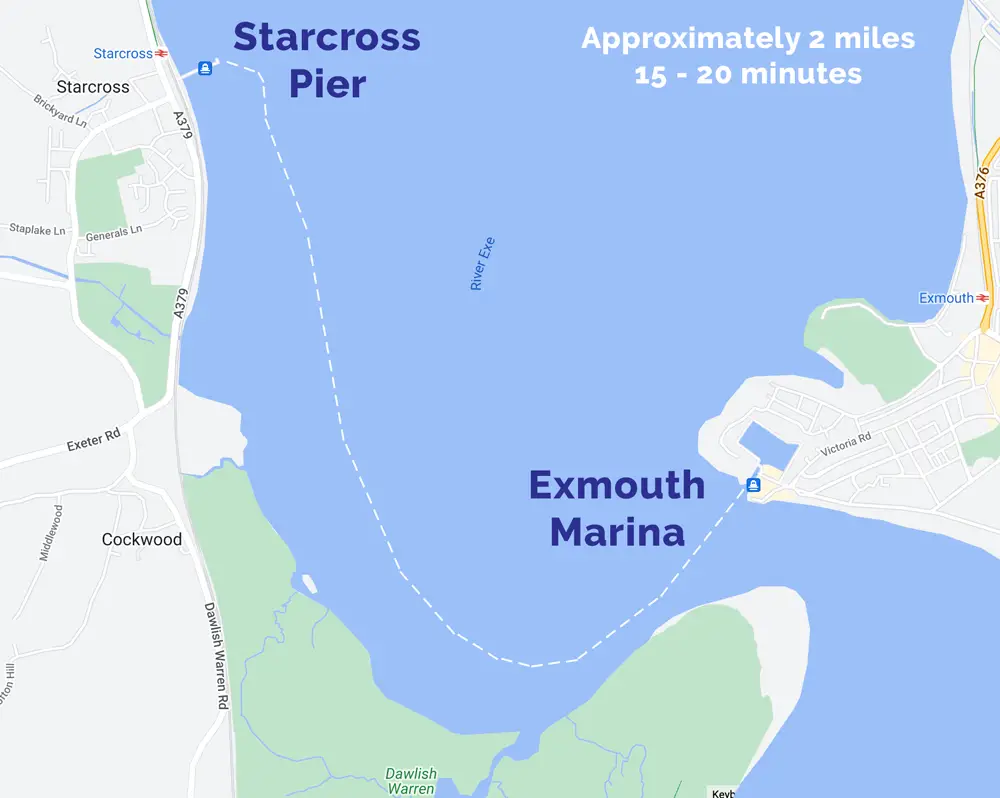 Starcross
Pier
Approximately 2 miles
15 - 20 minutes
Starcross
Starcross
Brickyard Ln
A379
A376
Staplake Ln
Generals Ln
River Exe
A379
Exmouth
Exeter Rd
Victoria Rd
Exmouth
Marina
Middlewood
Cockwood
Dawlish Warren Rd
Dawlish
Warren